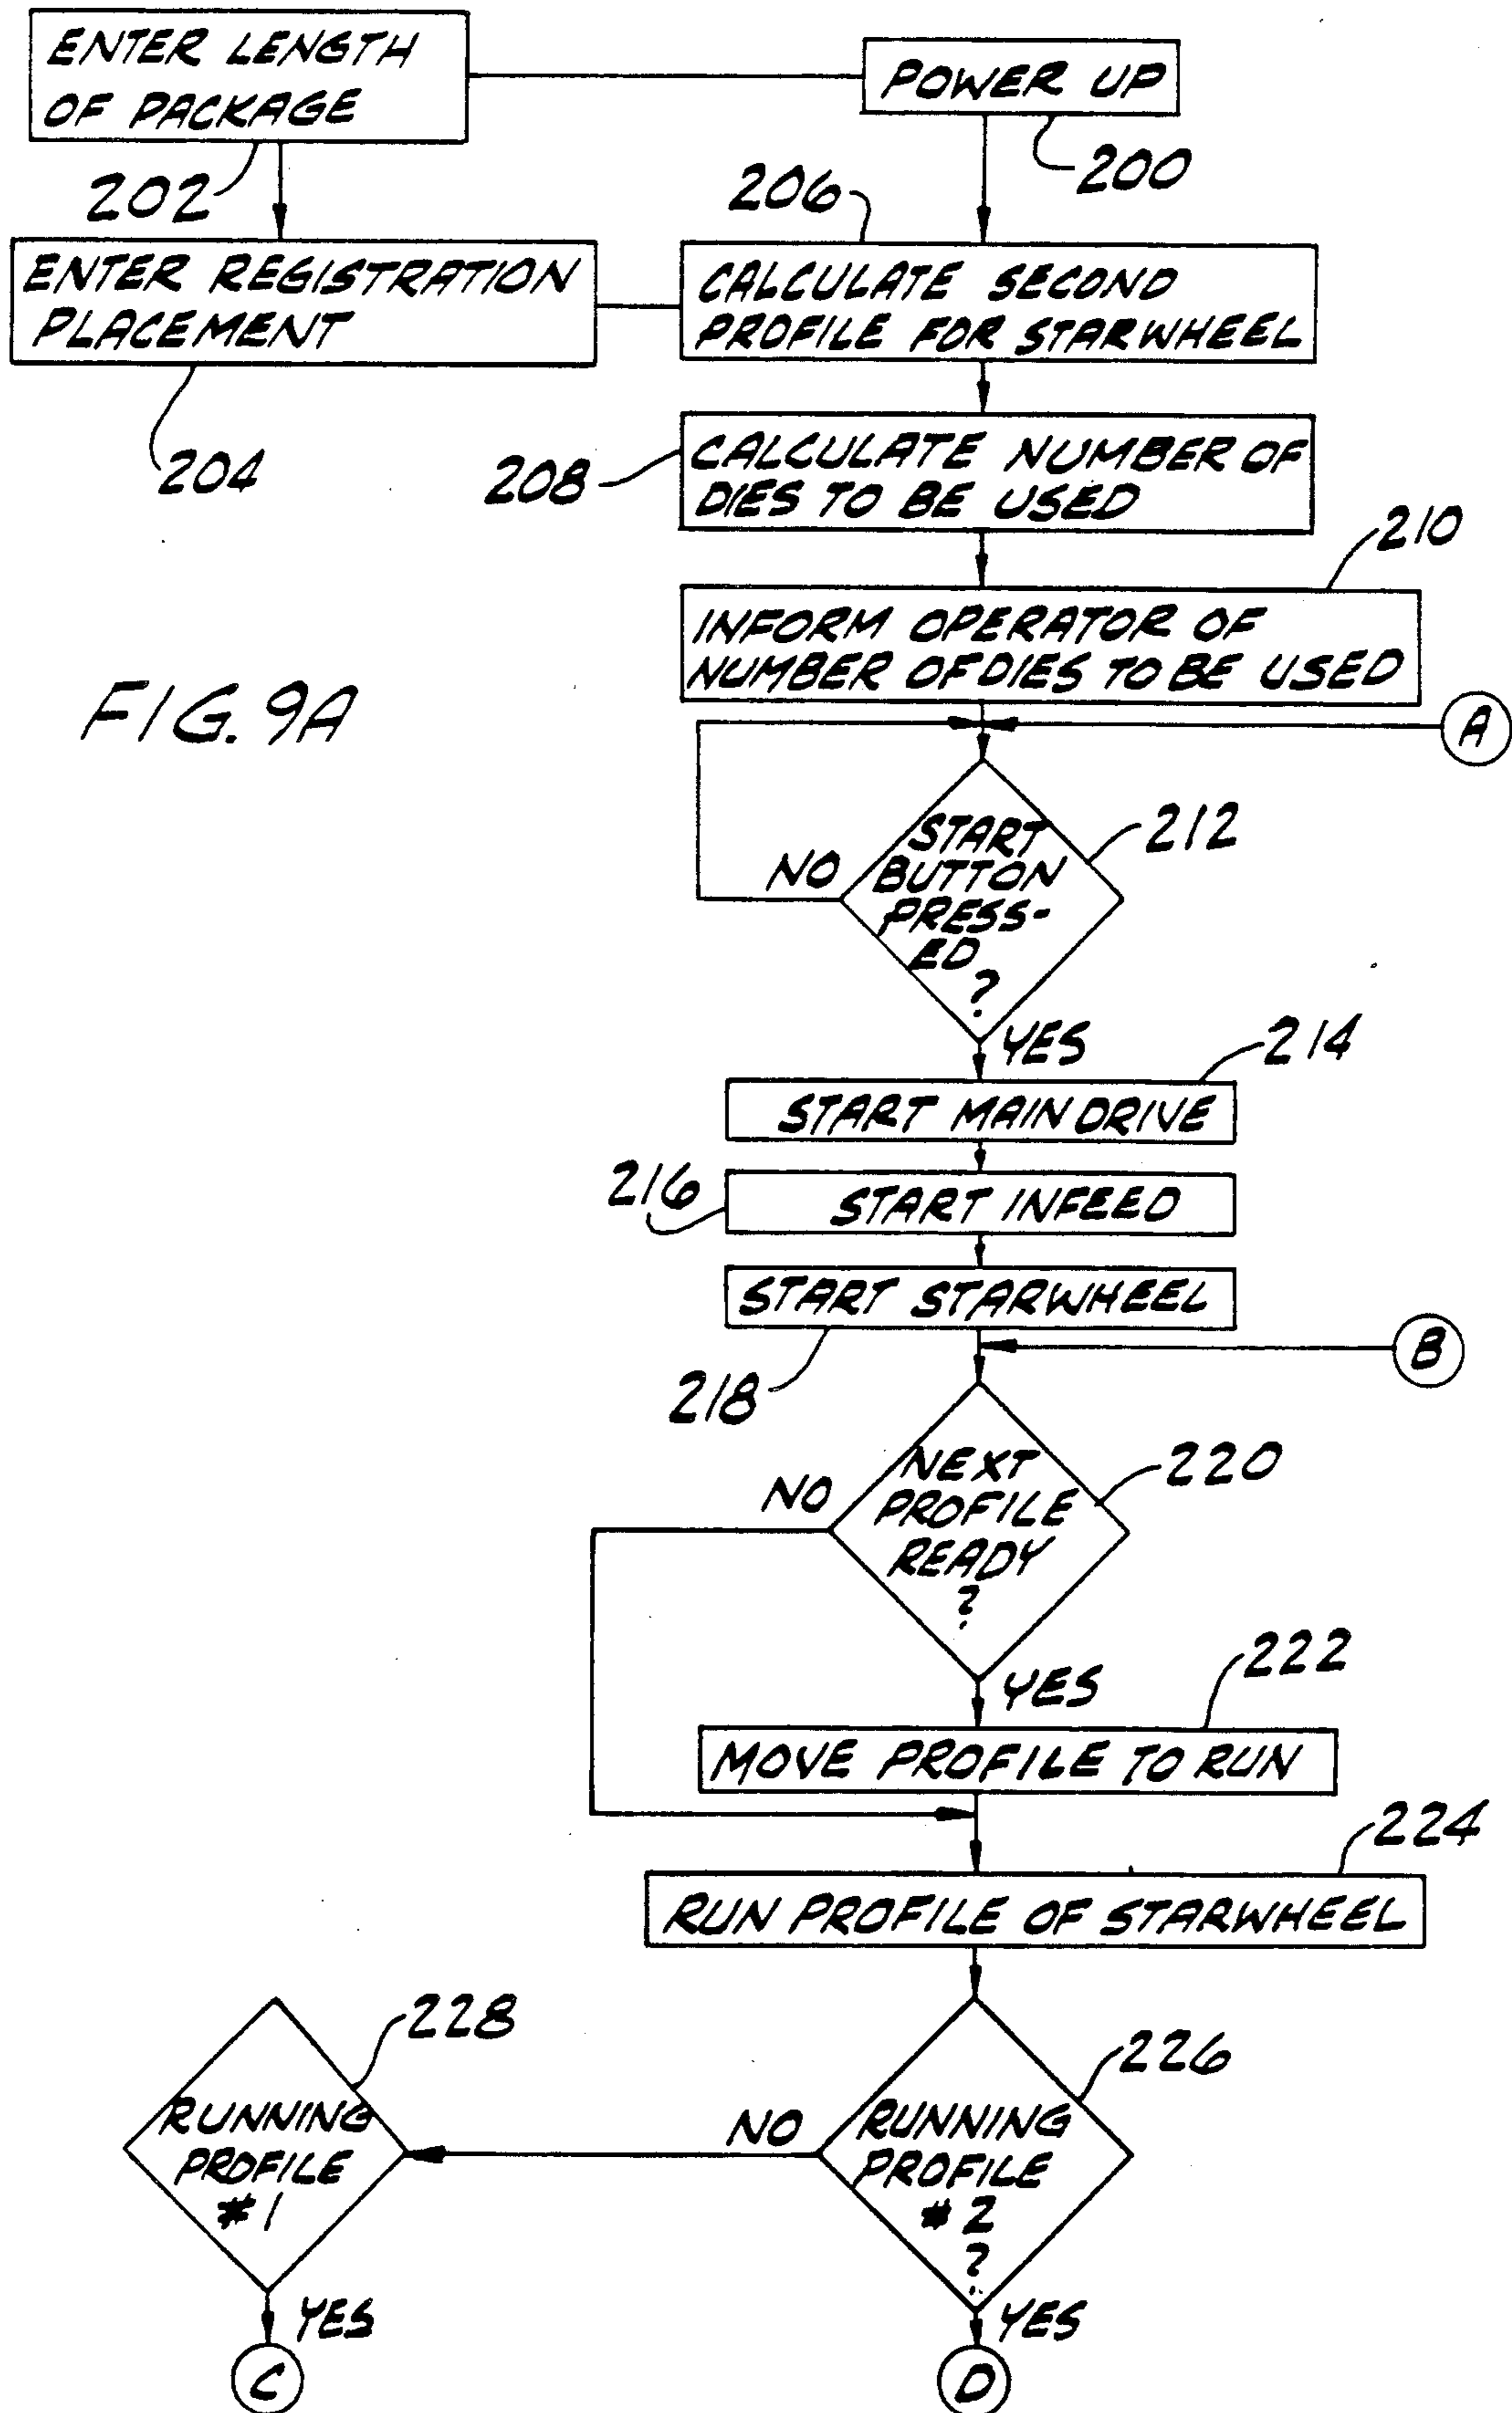 ENTER LENGTH
OF PACKAGE
POWER UP
202
200
206
ENTER REGISTRATION
PLACEMENT
CALCULATE SECOND
PROFILE FOR STARWHEEL
204
208
CALCULATE NUMBER OF
DIES TO BE USED
210
INFORM OPERATOR OF
NUMBER OF DIES TO BE USED
FIG. 9A
A
START
BUTTON
PRESS-
ED
?
212
NO
YES
214
START MAIN DRIVE
216
START INFEED
START STARWHEEL
218
B
NEXT
PROFILE
READY
?
220
NO
YES
222
MOVE PROFILE TO RUN
224
RUN PROFILE OF STARWHEEL
228
226
RUNNING
PROFILE
#1
NO
RUNNING
PROFILE
#2
?
YES
YES
C
D